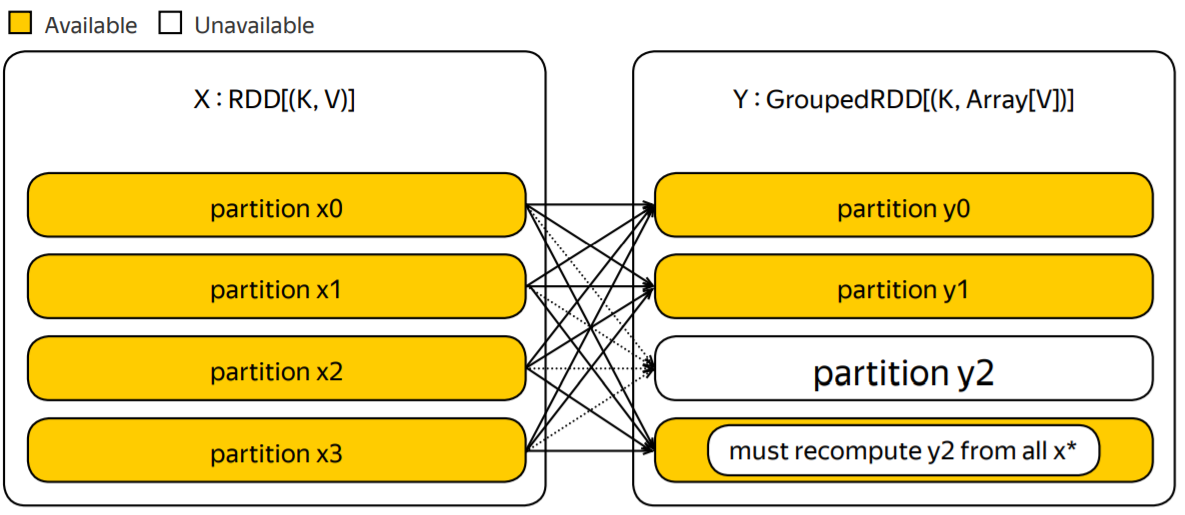 Available Unavailable
X : RDD[(K, V)]
Y : GroupedRDD[(K, Array[V])]
partition x0
partition y0
partition x1
partition y1
partition x2
partition y2
partition x3
must recompute y2 from all x*